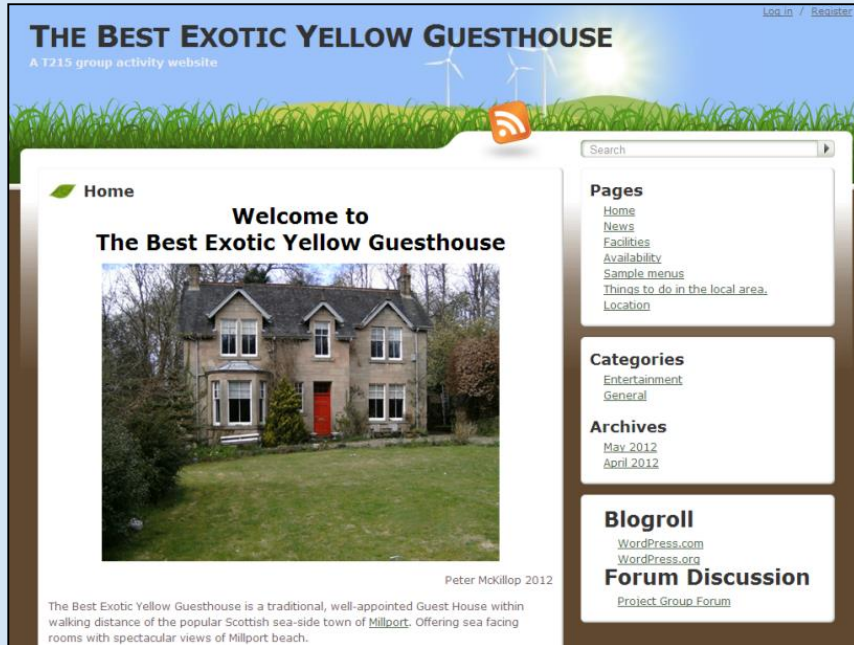 Log in / Register
THE BEST EXOTIC YELLOW GUESTHOUSE
A T215 group activity website
Search
Home
Welcome to
The Best Exotic Yellow Guesthouse
Peter McKillop 2012
The Best Exotic Yellow Guesthouse is a traditional, well-appointed Guest House within
walking distance of the popular Scottish sea-side town of Millport. Offering sea facing
rooms with spectacular views of Millport beach.
Pages
Home
News
Facilities
Availability
Sample menus
Things to do in the local area.
Location
Categories
Entertainment
General
Archives
May 2012
April 2012
Blogroll
WordPress.com
WordPress.org
Forum Discussion
Project Group Forum